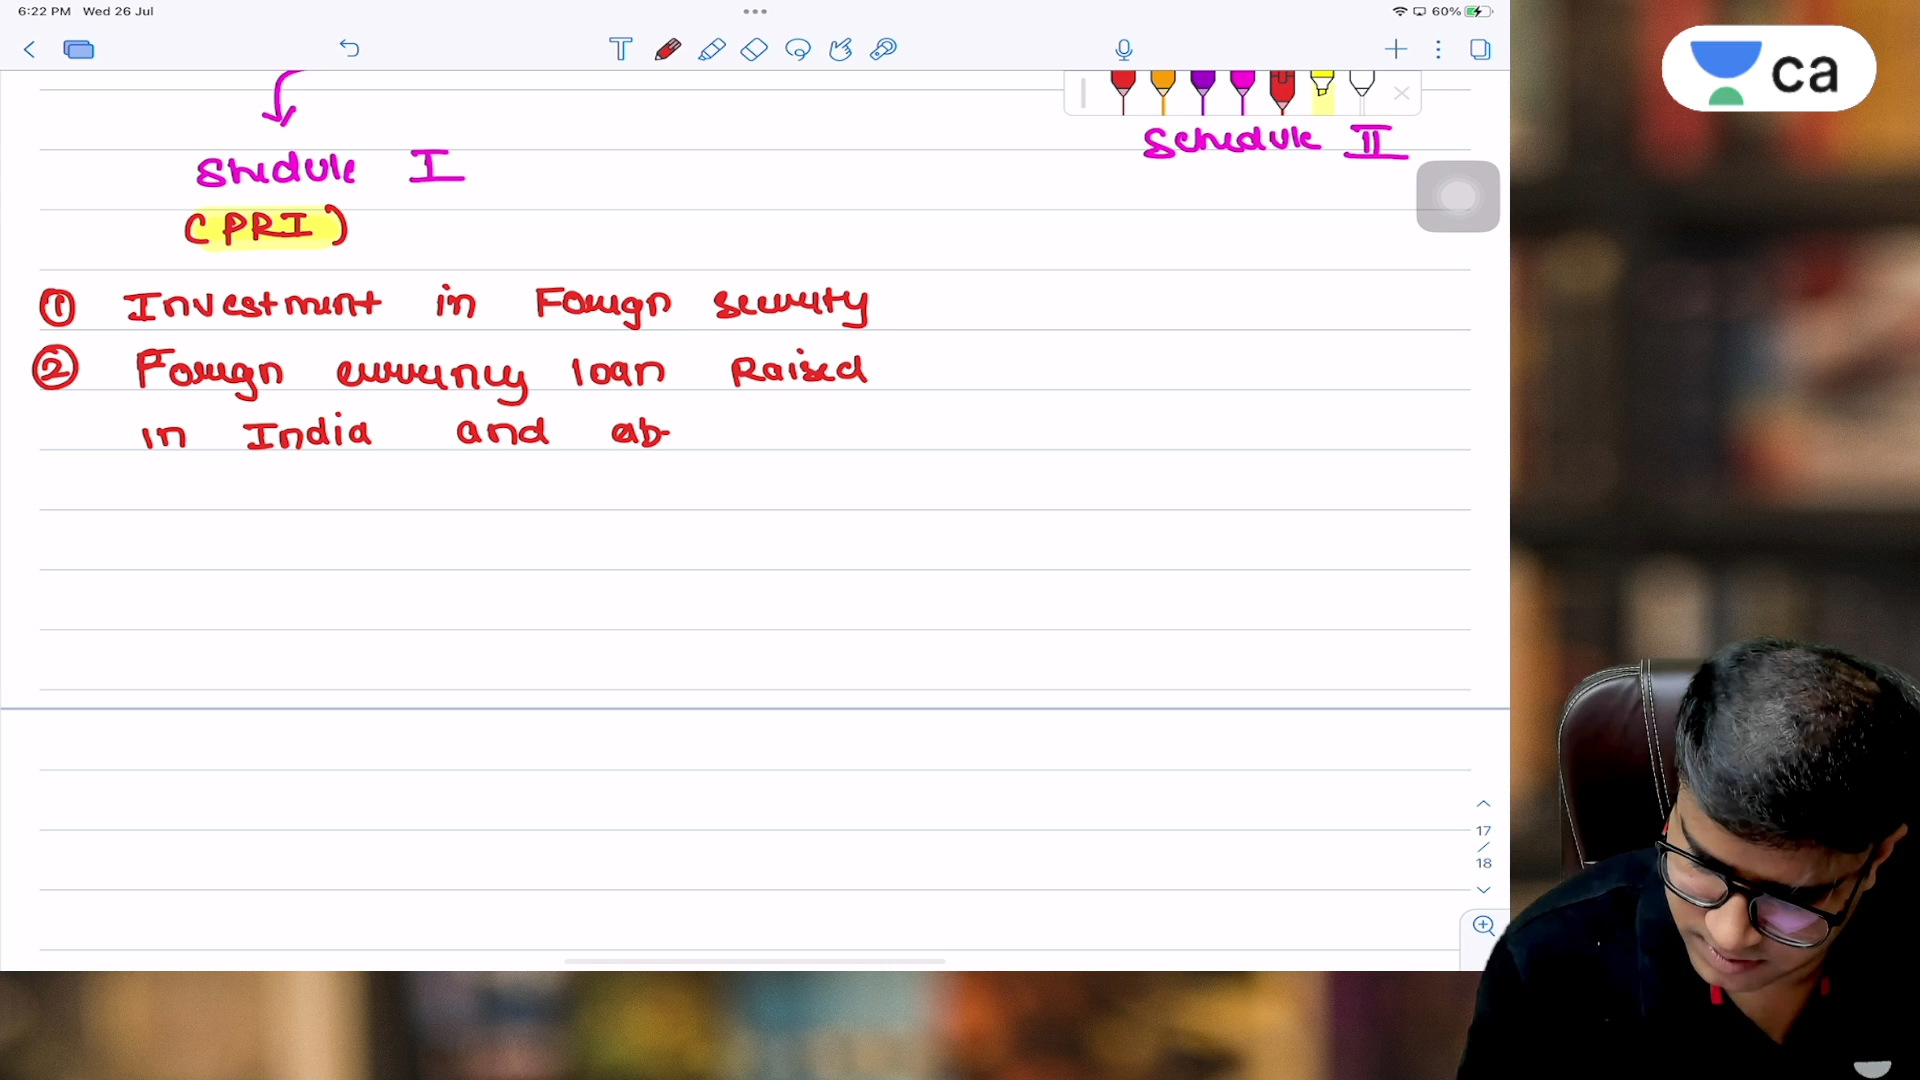 6:22 PM Wed 26 Jul
60%
ca
Schedule II
Shedule I
(PRI)
① Investment in Foreign security
② Foreign currency loan Raised
in India and ab
17
/
18